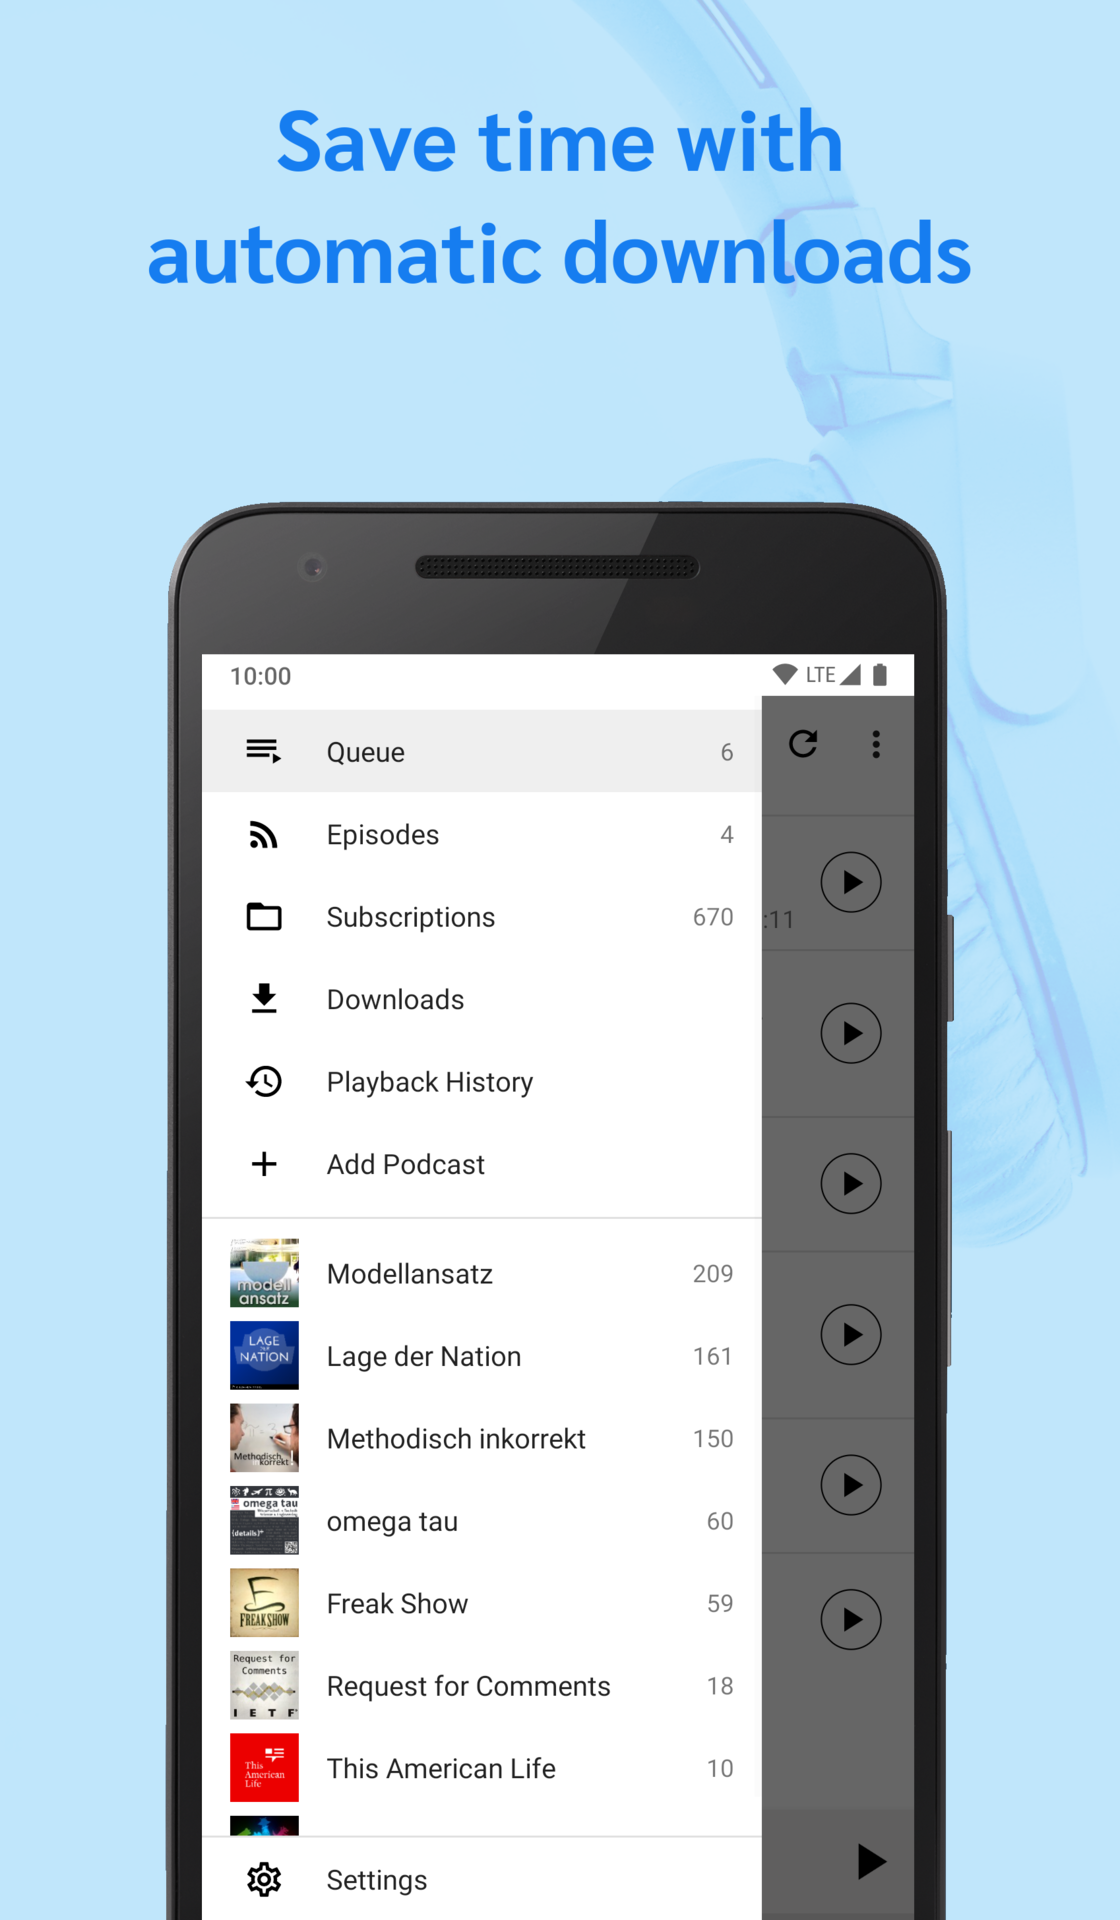 Save time with
automatic downloads
10:00 LTE
Queue 6
Episodes 4
Subscriptions 670
:11
Downloads
Playback History
Add Podcast
modell
ansatz
Modellansatz 209
LAGE
DER
NATION
Lage der Nation 161
Methodisch
korrekt!
Methodisch inkorrekt 150
omega tau
{details}*
omega tau 60
FREAK SHOW
Freak Show 59
Request for
Comments
I E T F
Request for Comments 18
This
American
Life
This American Life 10
Settings